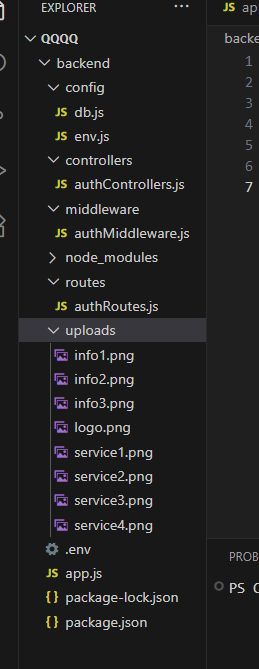 EXPLORER
QQQQ
backend
config
JS db.js
JS env.js
controllers
JS authControllers.js
middleware
JS authMiddleware.js
node_modules
routes
JS authRoutes.js
uploads
info1.png
info2.png
info3.png
logo.png
service1.png
service2.png
service3.png
service4.png
.env
JS app.js
{ } package-lock.json
{ } package.json
JS ap
backe
1
2
3
4
5
6
7
PROB
PS C